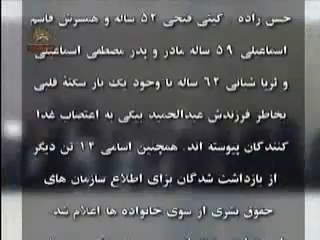 حسن زاده . گیتی فتحی ۵۲ ساله و همسرش قاسم
اسماعیلی ۵۹ ساله مادر و پدر مصطفی اسماعیلی
و ثریا شبانی ۶۲ ساله با وجود یک بار سکتهٔ قلبی
بخاطر فرزندش عبدالحمید بیگی به اعتصاب غذا
کنندگان پیوسته اند. همچنین اسامی ۱۲ تن دیگر
از بازداشت شدگان برای اطلاع سازمان های
حقوق بشری از سوی خانواده ها اعلام شد